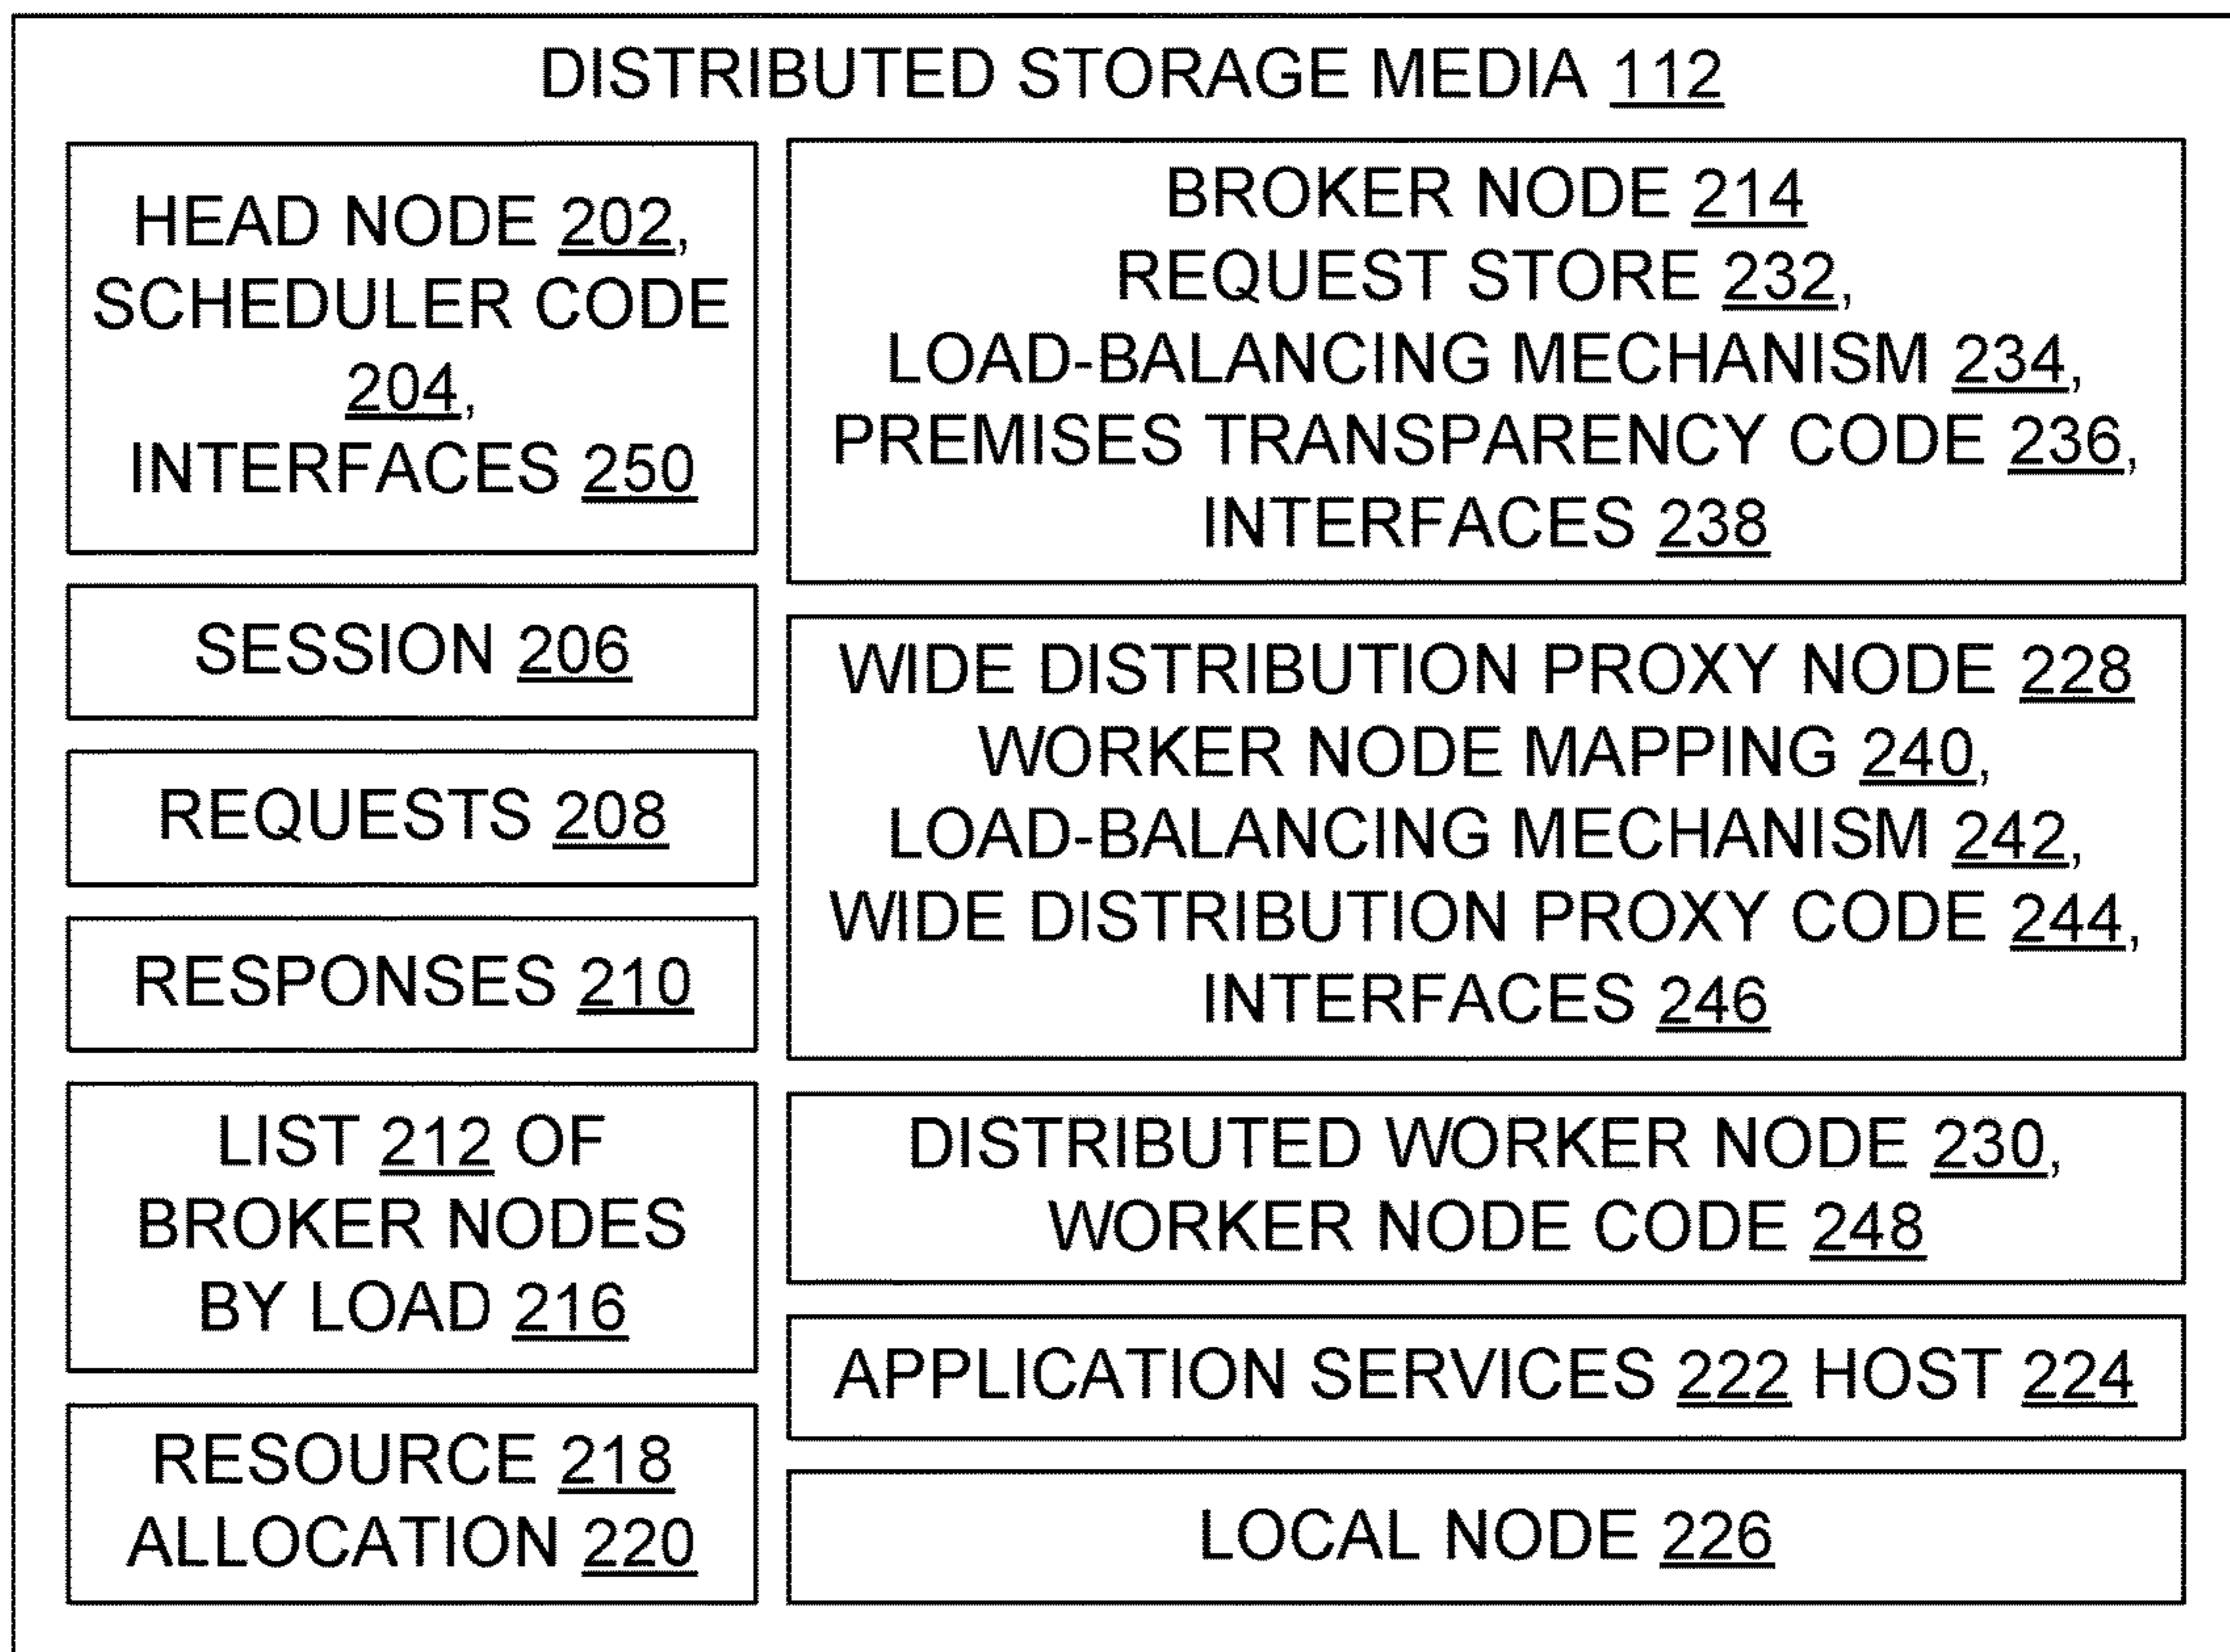 DISTRIBUTED STORAGE MEDIA 112
HEAD NODE 202,
SCHEDULER CODE
204,
INTERFACES 250
SESSION 206
REQUESTS 208
RESPONSES 210
LIST 212 OF
BROKER NODES
BY LOAD 216
RESOURCE 218
ALLOCATION 220
BROKER NODE 214
REQUEST STORE 232,
LOAD-BALANCING MECHANISM 234,
PREMISES TRANSPARENCY CODE 236,
INTERFACES 238
WIDE DISTRIBUTION PROXY NODE 228
WORKER NODE MAPPING 240,
LOAD-BALANCING MECHANISM 242,
WIDE DISTRIBUTION PROXY CODE 244,
INTERFACES 246
DISTRIBUTED WORKER NODE 230,
WORKER NODE CODE 248
APPLICATION SERVICES 222 HOST 224
LOCAL NODE 226